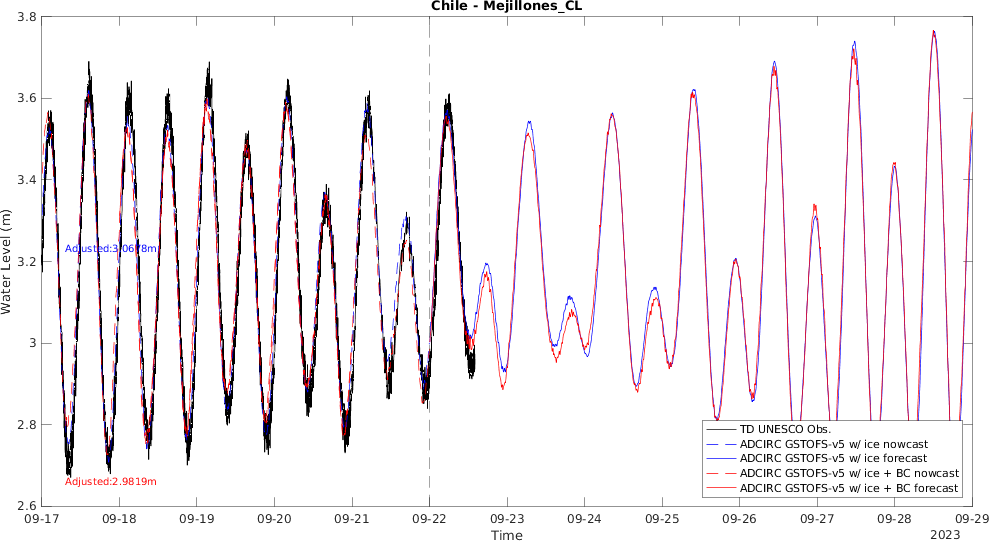 Chile - Mejillones_CL
3.8
3.6
3.4
3.2
3
2.8
2.6
Water Level (m)
Adjusted:3.0678m
Adjusted:2.9819m
TD UNESCO Obs.
ADCIRC GSTOFS-v5 w/ ice nowcast
ADCIRC GSTOFS-v5 w/ ice forecast
ADCIRC GSTOFS-v5 w/ ice + BC nowcast
ADCIRC GSTOFS-v5 w/ ice + BC forecast
09-17 09-18 09-19 09-20 09-21 09-22 09-23 09-24 09-25 09-26 09-27 09-28 09-29
Time
2023